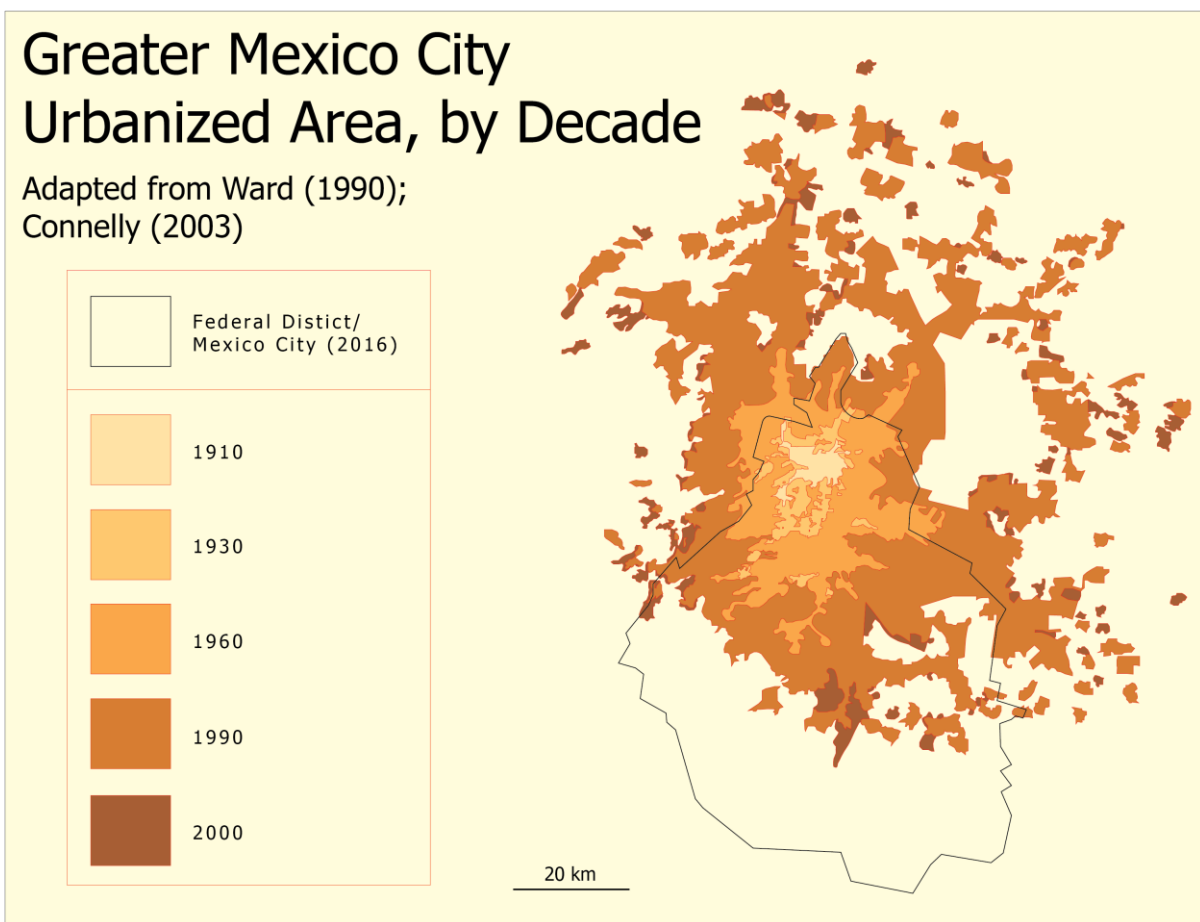 Greater Mexico City
Urbanized Area, by Decade
Adapted from Ward (1990);
Connelly (2003)
Federal Distict/
Mexico City (2016)
1910
1930
1960
1990
2000
20 km